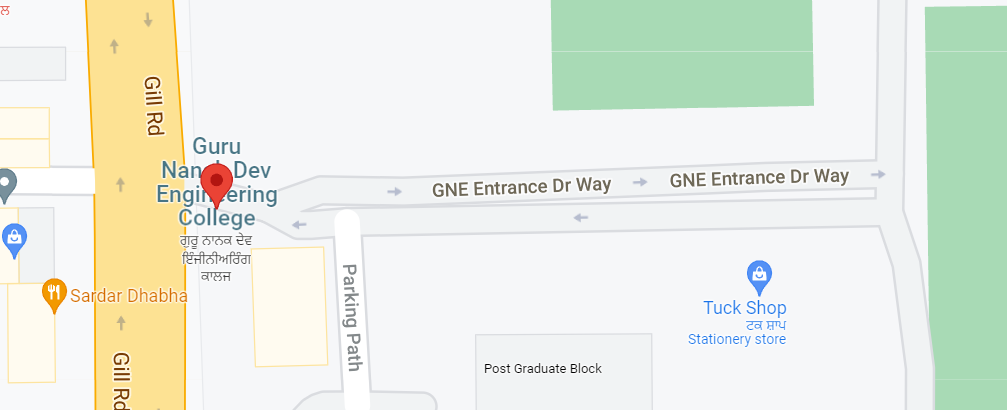 Gill Rd
Guru
Nanak Dev
Engineering
College
ਗੁਰੂ ਨਾਨਕ ਦੇਵ
ਇੰਜੀਨੀਅਰਿੰਗ
ਕਾਲਜ
GNE Entrance Dr Way
GNE Entrance Dr Way
Sardar Dhabha
Parking Path
Tuck Shop
ਟਕ ਸ਼ਾਪ
Stationery store
Post Graduate Block
Gill Rd